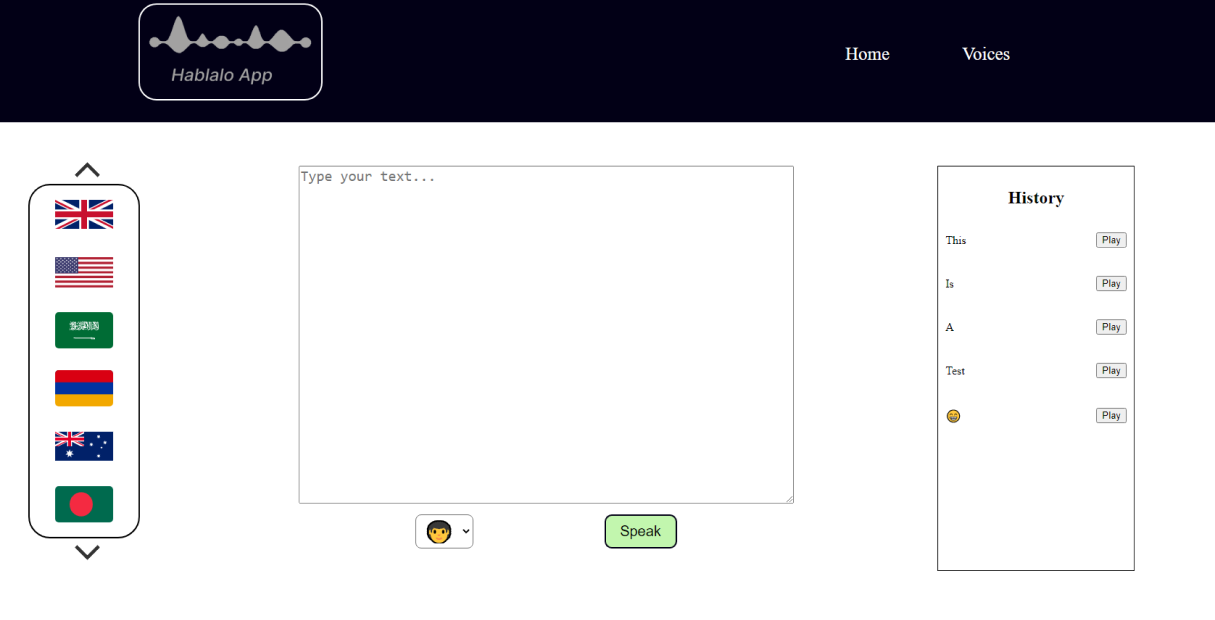 Hablalo App
Home
Voices
Type your text...
Speak
History
This Play
Is Play
A Play
Test Play
😄 Play